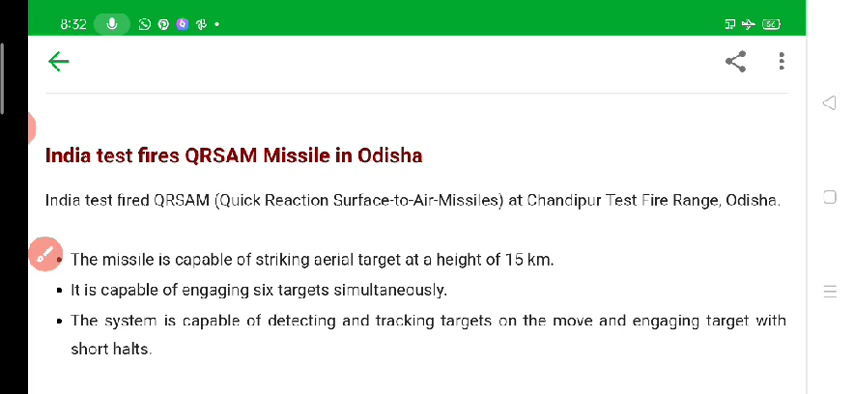 8:32
India test fires QRSAM Missile in Odisha
India test fired QRSAM (Quick Reaction Surface-to-Air-Missiles) at Chandipur Test Fire Range, Odisha.
• The missile is capable of striking aerial target at a height of 15 km.
• It is capable of engaging six targets simultaneously.
• The system is capable of detecting and tracking targets on the move and engaging target with
short halts.